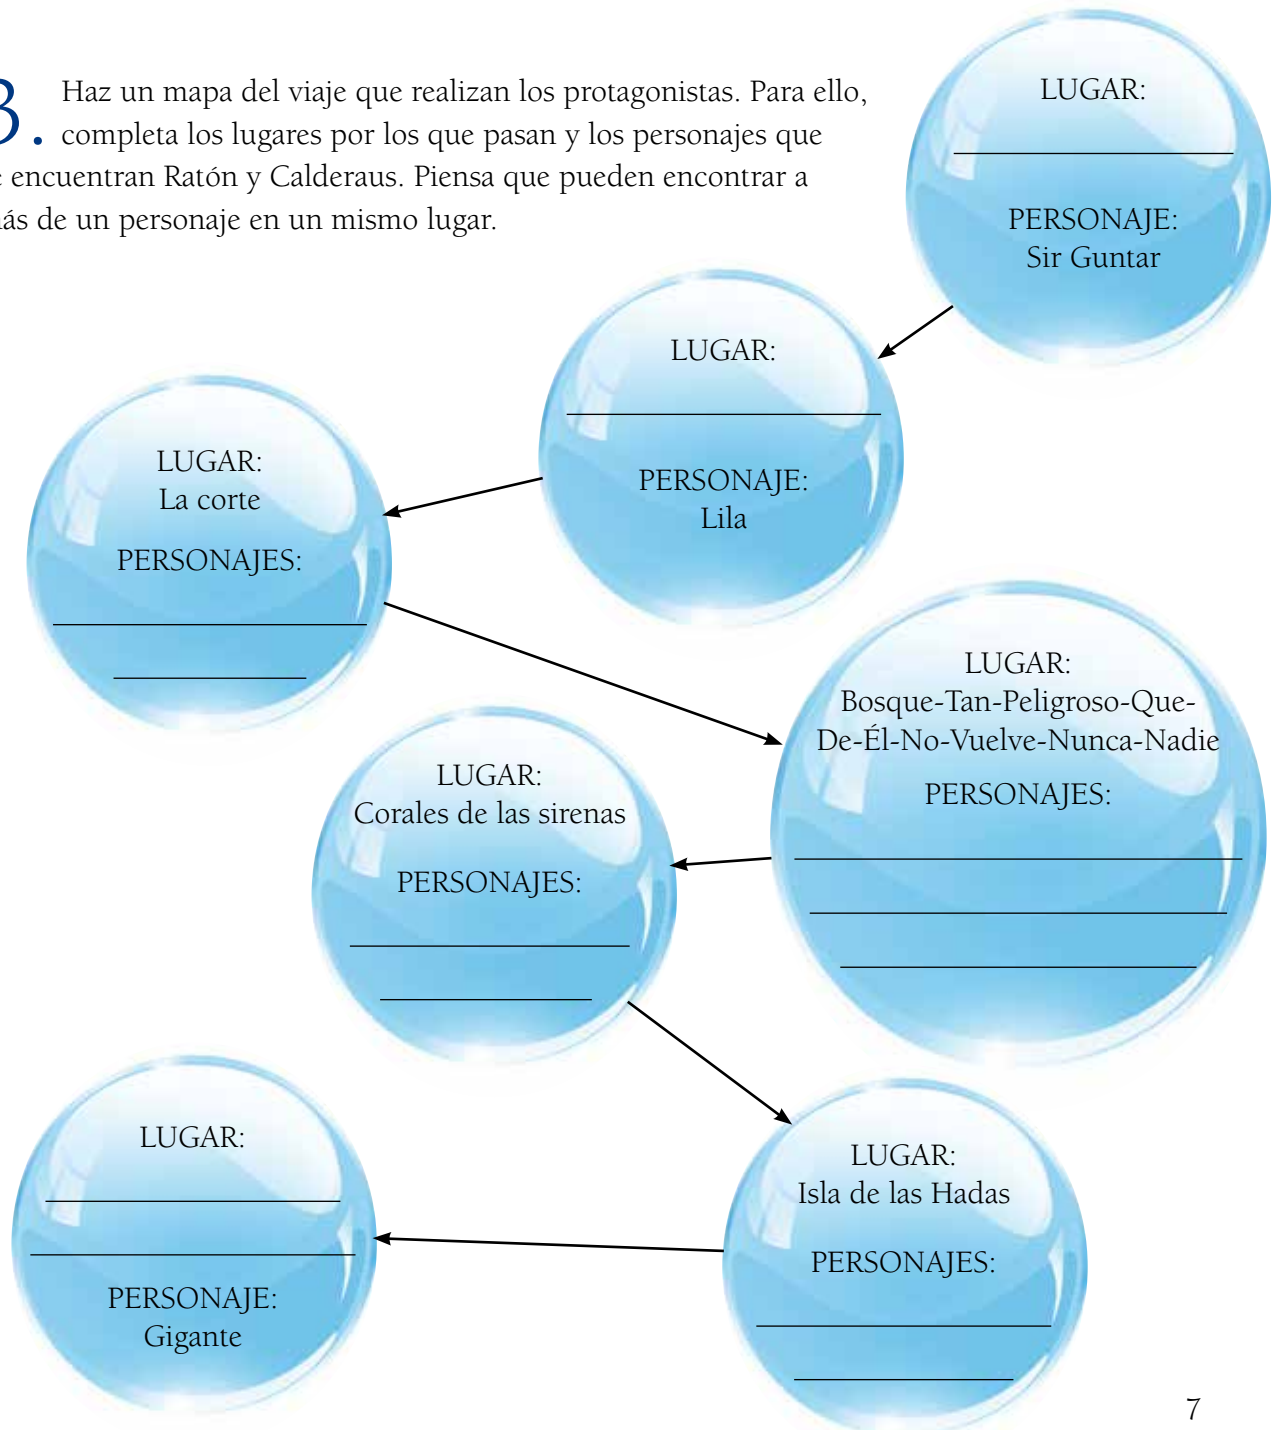 3. Haz un mapa del viaje que realizan los protagonistas. Para ello,
completa los lugares por los que pasan y los personajes que
encuentran Ratón y Calderaus. Piensa que pueden encontrar a
de un personaje en un mismo lugar.
LUGAR:
PERSONAJE:
Sir Guntar
LUGAR:
PERSONAJE:
Lila
LUGAR:
La corte
PERSONAJES:
LUGAR:
Bosque-Tan-Peligroso-Que-
De-Él-No-Vuelve-Nunca-Nadie
PERSONAJES:
LUGAR:
Corales de las sirenas
PERSONAJES:
LUGAR:
Isla de las Hadas
PERSONAJES:
LUGAR:
PERSONAJE:
Gigante
7